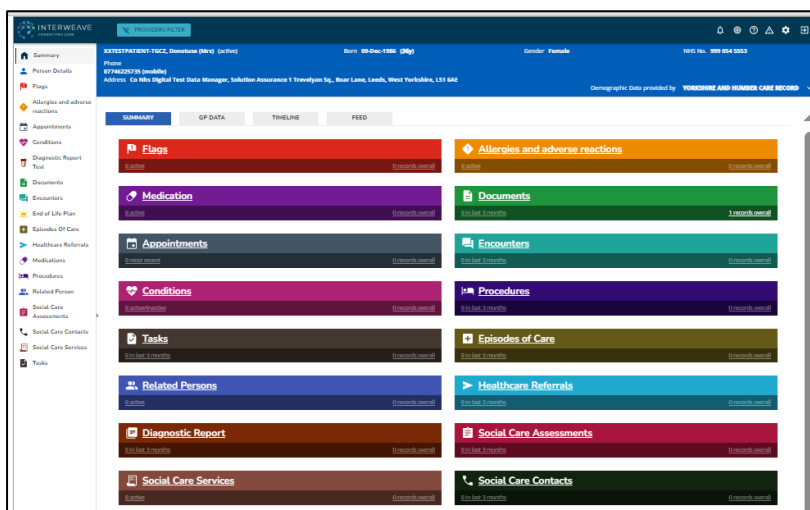 INTERWEAVE
CONNECTING CARE
PROVIDERS FILTER
XXTESTPATIENT-TGCZ, Donotuse (Mrs) (active)
Born 09-Dec-1986 (38y)
Gender Female
NHS No. 999 054 5553
Phone
07746225735 (mobile)
Address Co Nhs Digital Test Data Manager, Solution Assurance 1 Trevelyan Sq., Boar Lane, Leeds, West Yorkshire, LS1 6AE
Demographic Data provided by YORKSHIRE AND HUMBER CARE RECORD
Summary
Person Details
Flags
Allergies and adverse
reactions
Appointments
Conditions
Diagnostic Report
Test
Documents
Encounters
End of Life Plan
Episodes Of Care
Healthcare Referrals
Medications
Procedures
Related Person
Social Care
Assessments
Social Care Contacts
Social Care Services
Tasks
SUMMARY
GP DATA
TIMELINE
FEED
Flags
0 active
0 records overall
Allergies and adverse reactions
0 active
0 records overall
Medication
0 active
0 records overall
Documents
0 in last 3 months
1 records overall
Appointments
0 most recent
0 records overall
Encounters
0 in last 3 months
0 records overall
Conditions
0 active/inactive
0 records overall
Procedures
0 in last 3 months
0 records overall
Tasks
0 in last 3 months
0 records overall
Episodes of Care
0 in last 3 months
0 records overall
Related Persons
0 active
0 records overall
Healthcare Referrals
0 in last 3 months
0 records overall
Diagnostic Report
0 in last 3 months
0 records overall
Social Care Assessments
0 in last 3 months
0 records overall
Social Care Services
0 active
0 records overall
Social Care Contacts
0 in last 3 months
0 records overall